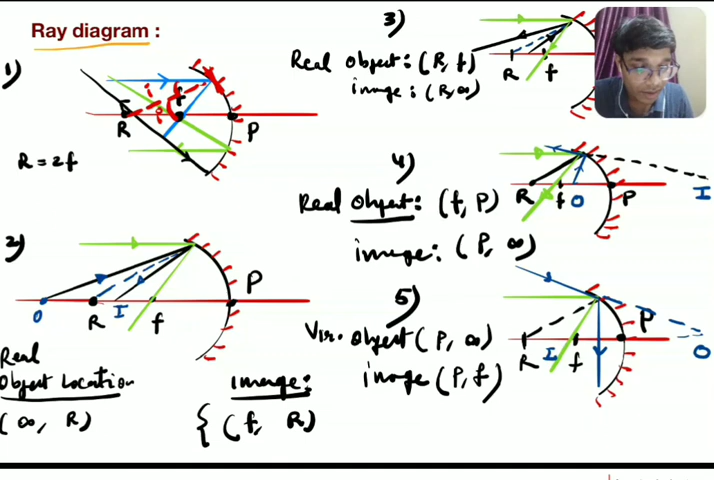 Ray diagram :
1)
i
i
f
R
P
R = 2f
2)
O
R
I
f
P
Real
Object Location
(∞, R)
image:
{ (f, R)
3)
Real Object: (R, f)
image: (R, ∞)
R
f
4)
Real Object: (f, P)
image: (P, ∞)
R
f
O
P
I
5)
Vir. object (P, ∞)
image (P, f)
R
I
f
P
O